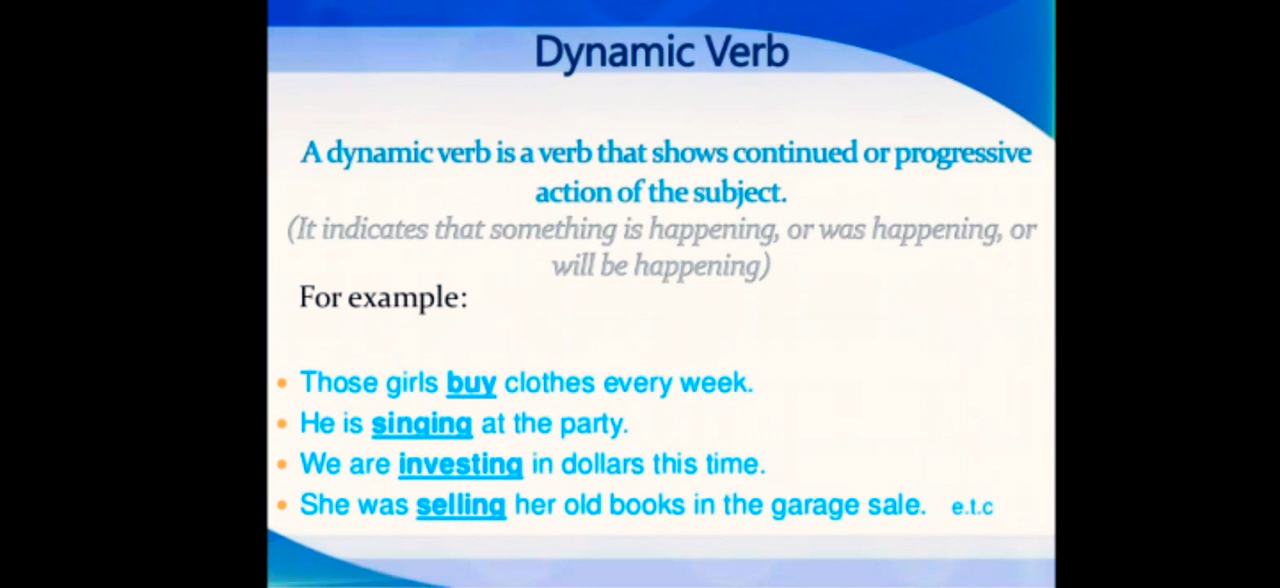 Dynamic Verb
A dynamic verb is a verb that shows continued or progressive
action of the subject.
(It indicates that something is happening, or was happening, or
will be happening)
For example:
• Those girls buy clothes every week.
• He is singing at the party.
• We are investing in dollars this time.
• She was selling her old books in the garage sale. e.t.c